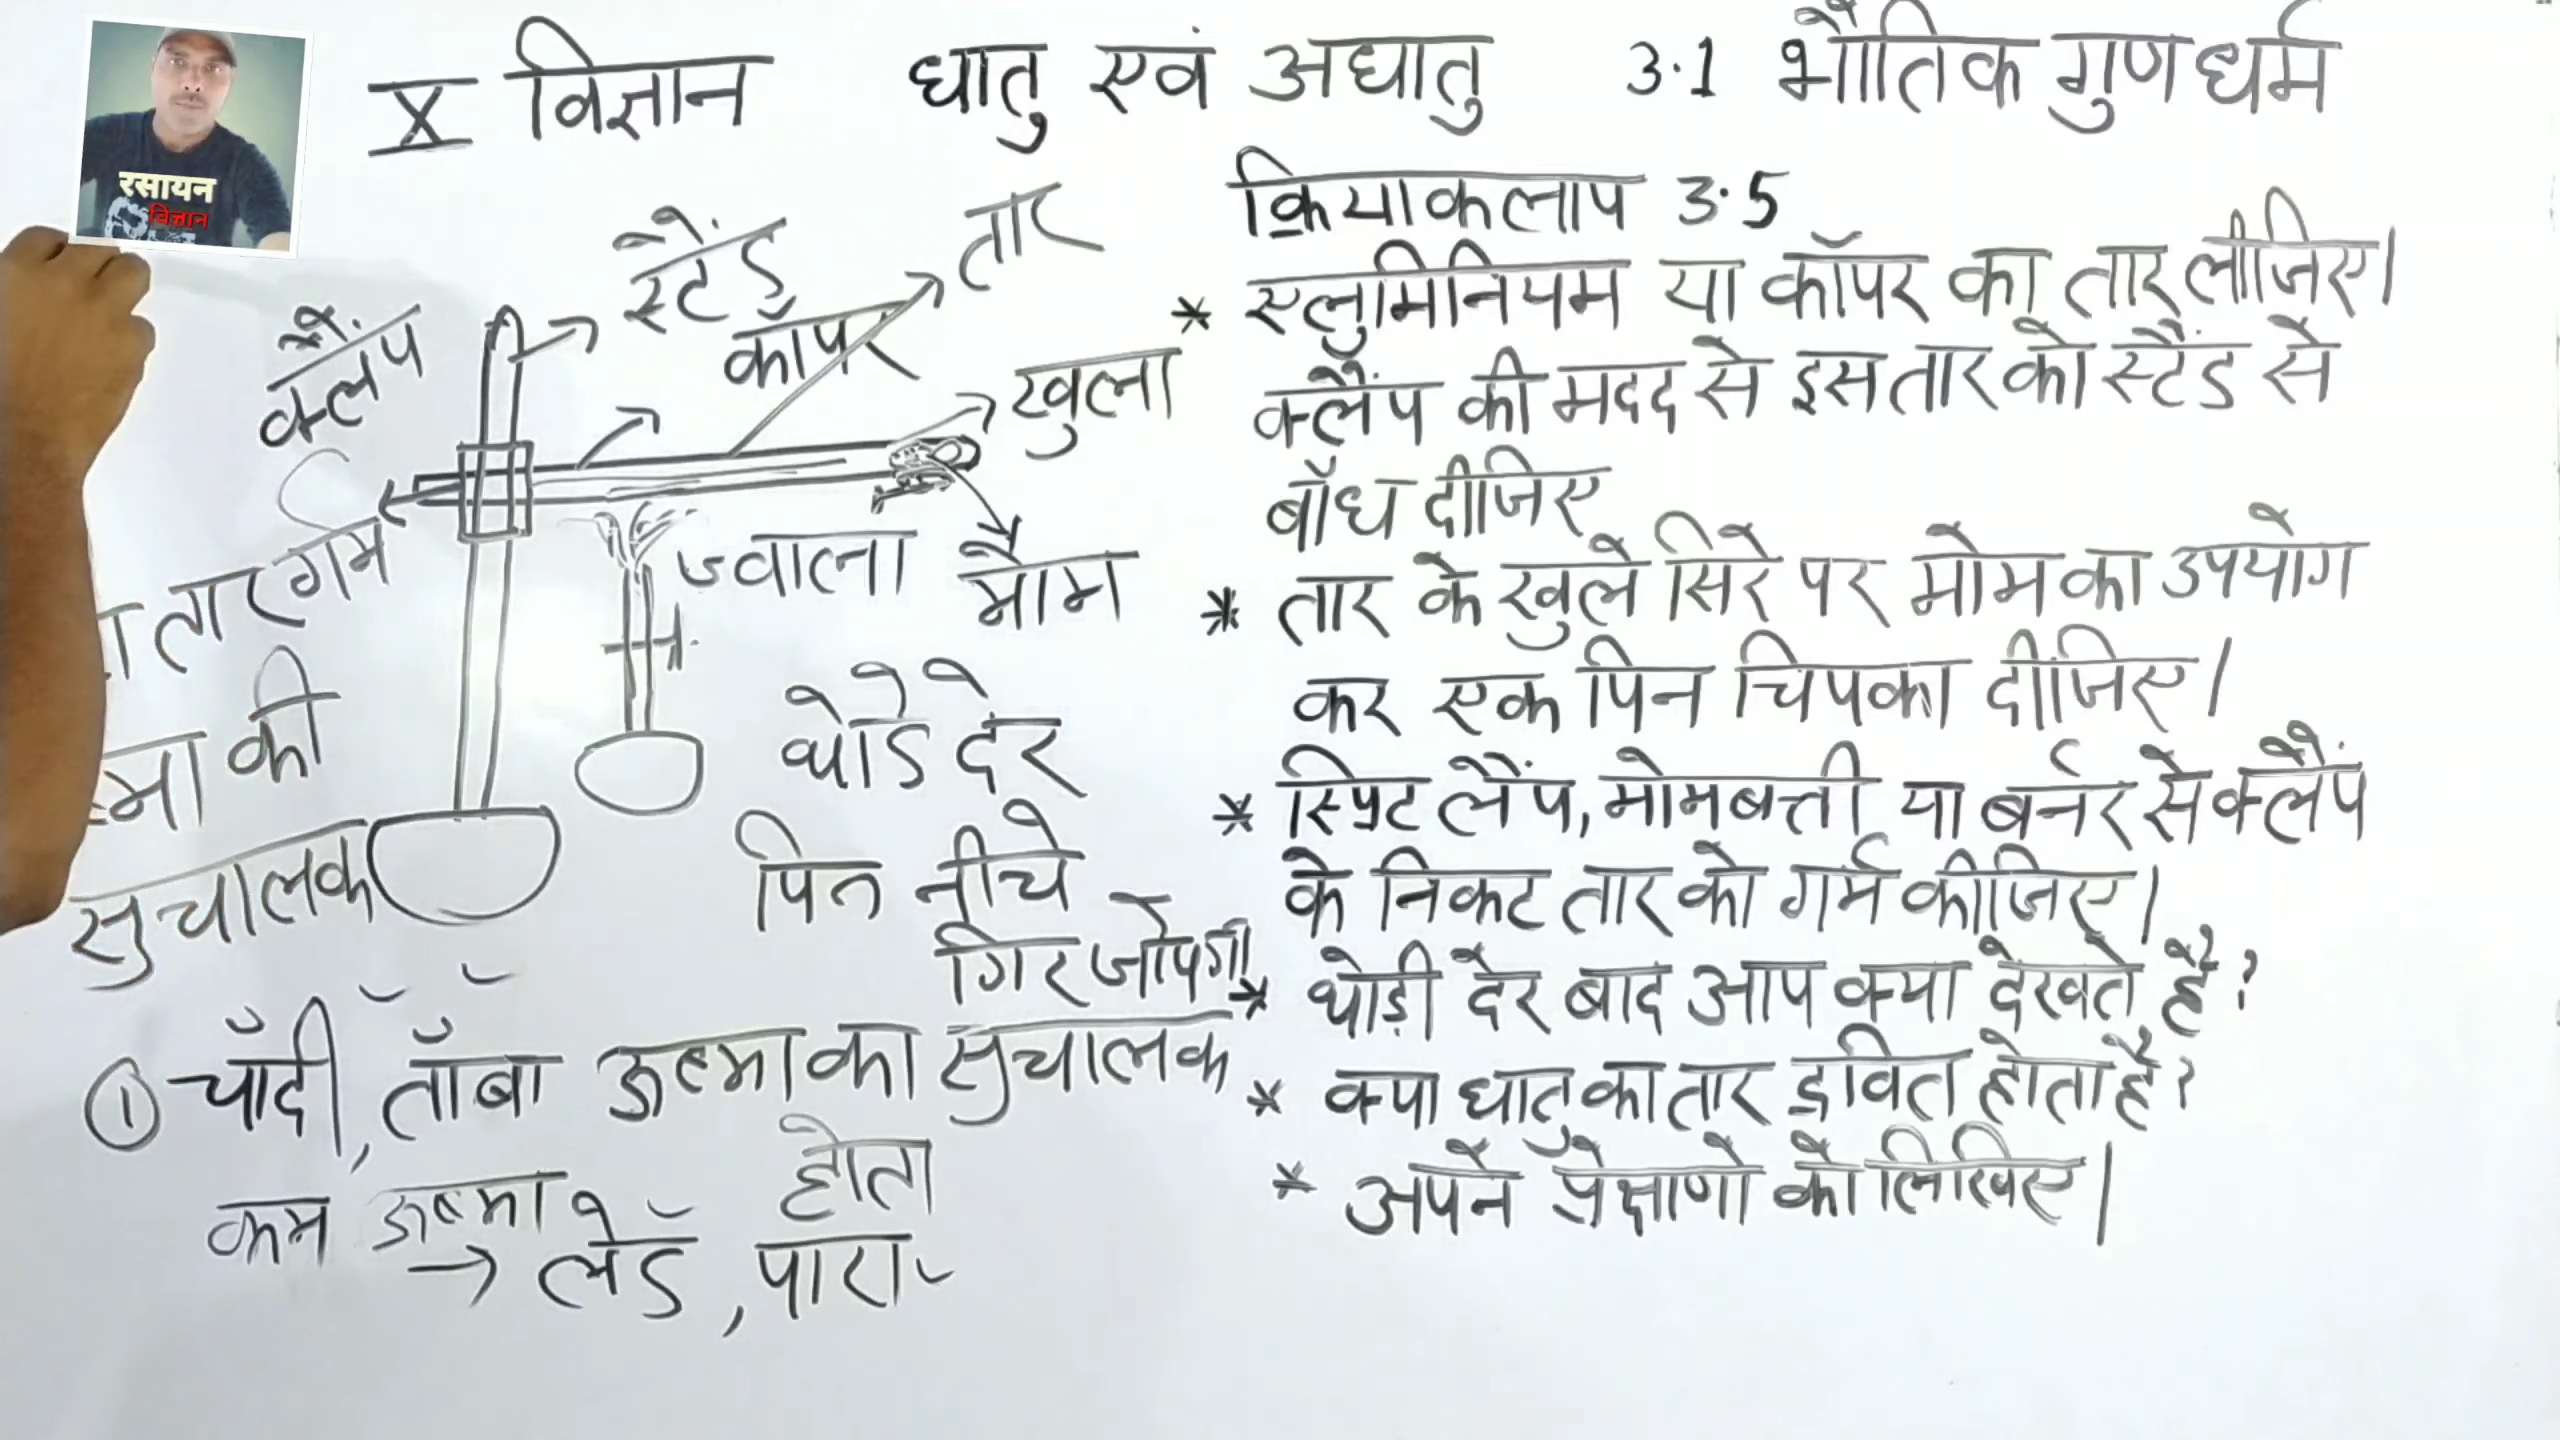 X विज्ञान धातु एवं अधातु 3.1 भौतिक गुणधर्म
रसायन
विज्ञान
क्रियाकलाप 3.5
* एलुमिनियम या कॉपर का तार लीजिए।
क्लैंप की मदद से इस तार को स्टैंड से
बाँध दीजिए
* तार के खुले सिरे पर मोम का उपयोग
कर एक पिन चिपका दीजिए।
* स्पिरिट लैंप, मोमबत्ती या बर्नर से क्लैंप
के निकट तार को गर्म कीजिए।
* थोड़ी देर बाद आप क्या देखते हैं?
* क्या धातु का तार द्रवित होता है?
* अपने प्रेक्षाणो को लिखिए।
स्टैंड
तार
क्लैंप
कॉपर
खुला
तार गर्म
ज्वाला
मोम
की
सुचालक
थोडे देर
पिन नीचे
गिर जाएगी
① चाँदी, ताँबा ऊष्मा का सुचालक
होता
कम ऊष्मा
→ लेड, पारा